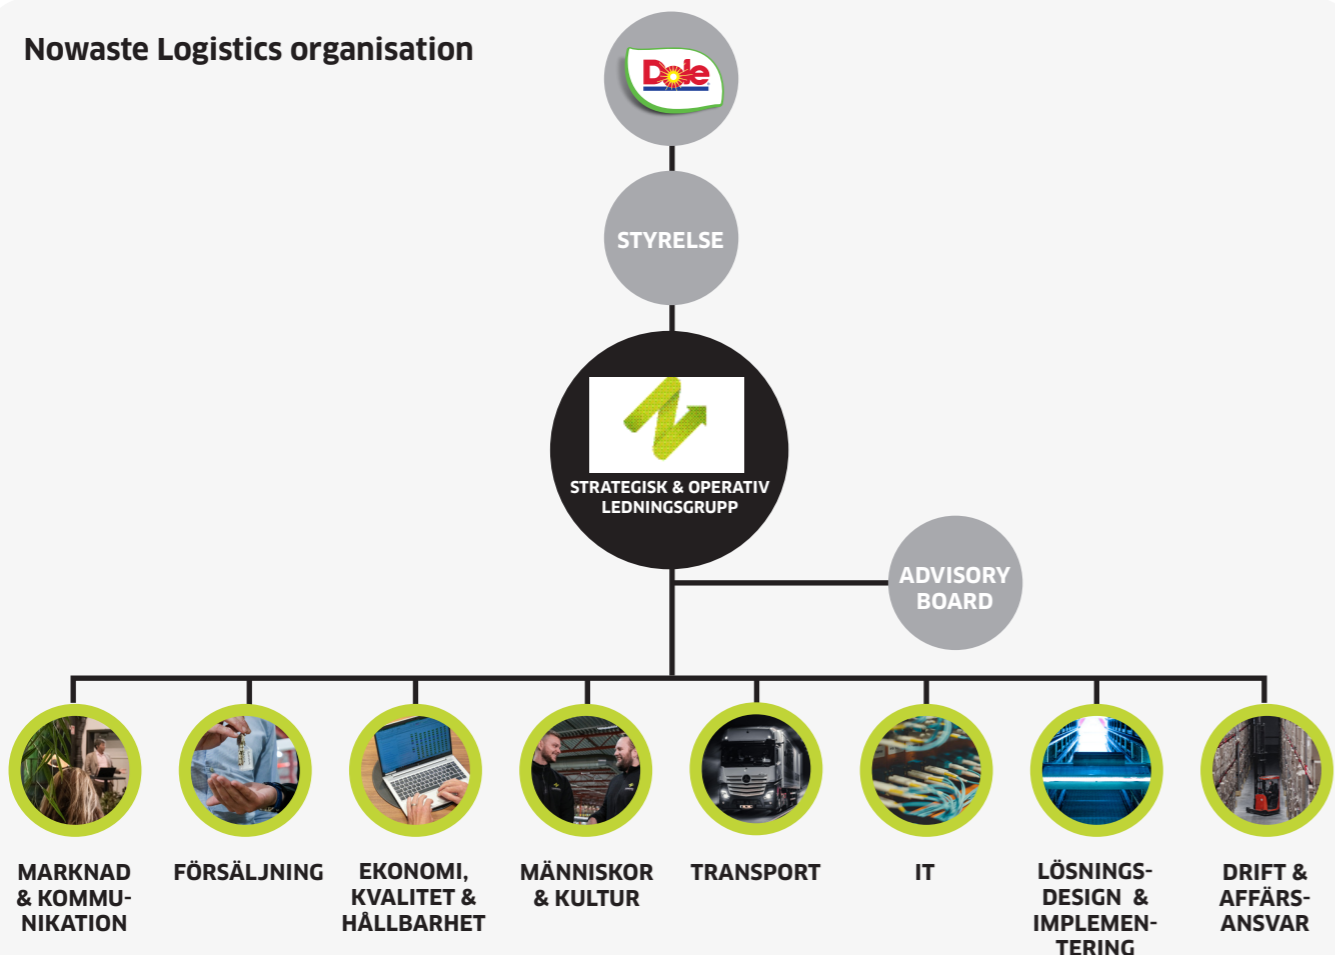 Nowaste Logistics organisation
Dole
STYRELSE
STRATEGISK & OPERATIV
LEDNINGSGRUPP
ADVISORY
BOARD
MARKNAD
& KOMMU-
NIKATION
FÖRSÄLJNING
EKONOMI,
KVALITET &
HÅLLBARHET
MÄNNISKOR
& KULTUR
TRANSPORT
IT
LÖSNINGS-
DESIGN &
IMPLEMEN-
TERING
DRIFT &
AFFÄRS-
ANSVAR